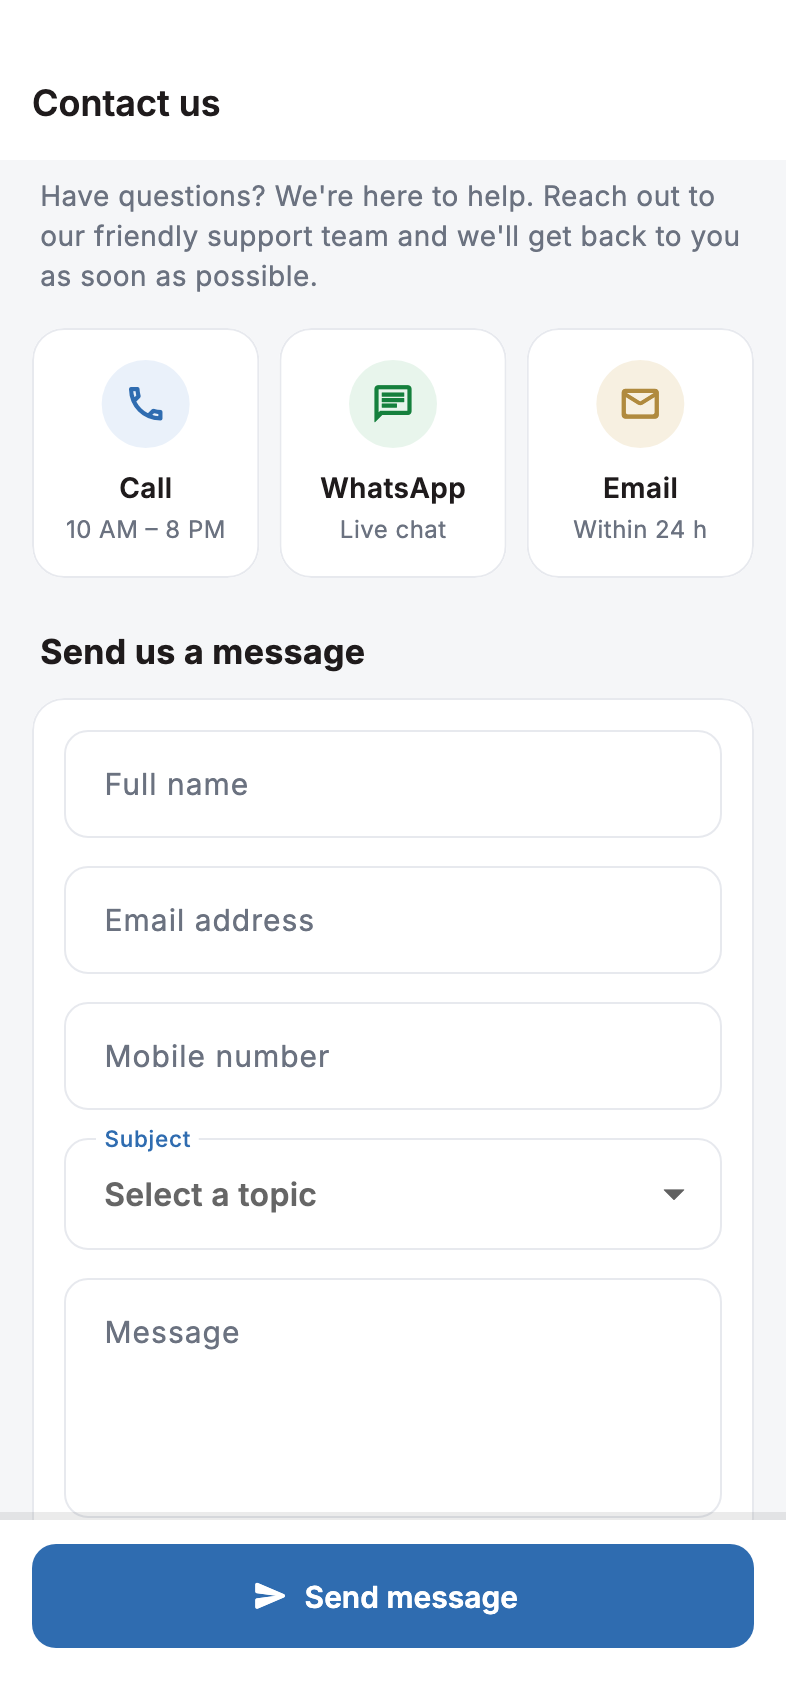 Contact us
Have questions? We're here to help. Reach out to
our friendly support team and we'll get back to you
as soon as possible.
Call
10 AM – 8 PM
WhatsApp
Live chat
Email
Within 24 h
Send us a message
Full name
Email address
Mobile number
Subject
Select a topic
Message
Send message